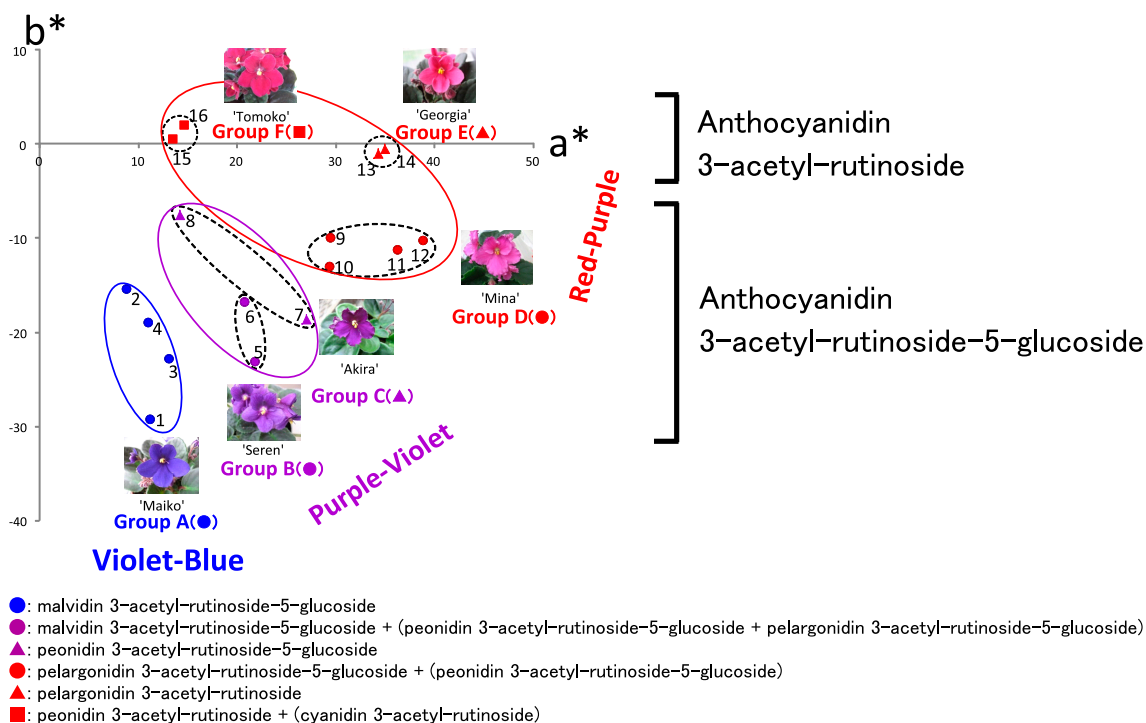 b*
10
'Tomoko'
Group F(■)
'Georgia'
Group E(▲)
16
15
0
0
10
20
30
40
50
a*
13
14
-10
8
9
10
11
12
'Mina'
Group D(●)
Red-Purple
-20
2
4
3
1
6
5
7
'Akira'
Group C(▲)
-30
'Seren'
Group B(●)
Purple-Violet
-40
'Maiko'
Group A(●)
Violet-Blue
Anthocyanidin
3-acetyl-rutinoside
Anthocyanidin
3-acetyl-rutinoside-5-glucoside
●: malvidin 3-acetyl-rutinoside-5-glucoside
●: malvidin 3-acetyl-rutinoside-5-glucoside + (peonidin 3-acetyl-rutinoside-5-glucoside + pelargonidin 3-acetyl-rutinoside-5-glucoside)
▲: peonidin 3-acetyl-rutinoside-5-glucoside
●: pelargonidin 3-acetyl-rutinoside-5-glucoside + (peonidin 3-acetyl-rutinoside-5-glucoside)
▲: pelargonidin 3-acetyl-rutinoside
■: peonidin 3-acetyl-rutinoside + (cyanidin 3-acetyl-rutinoside)